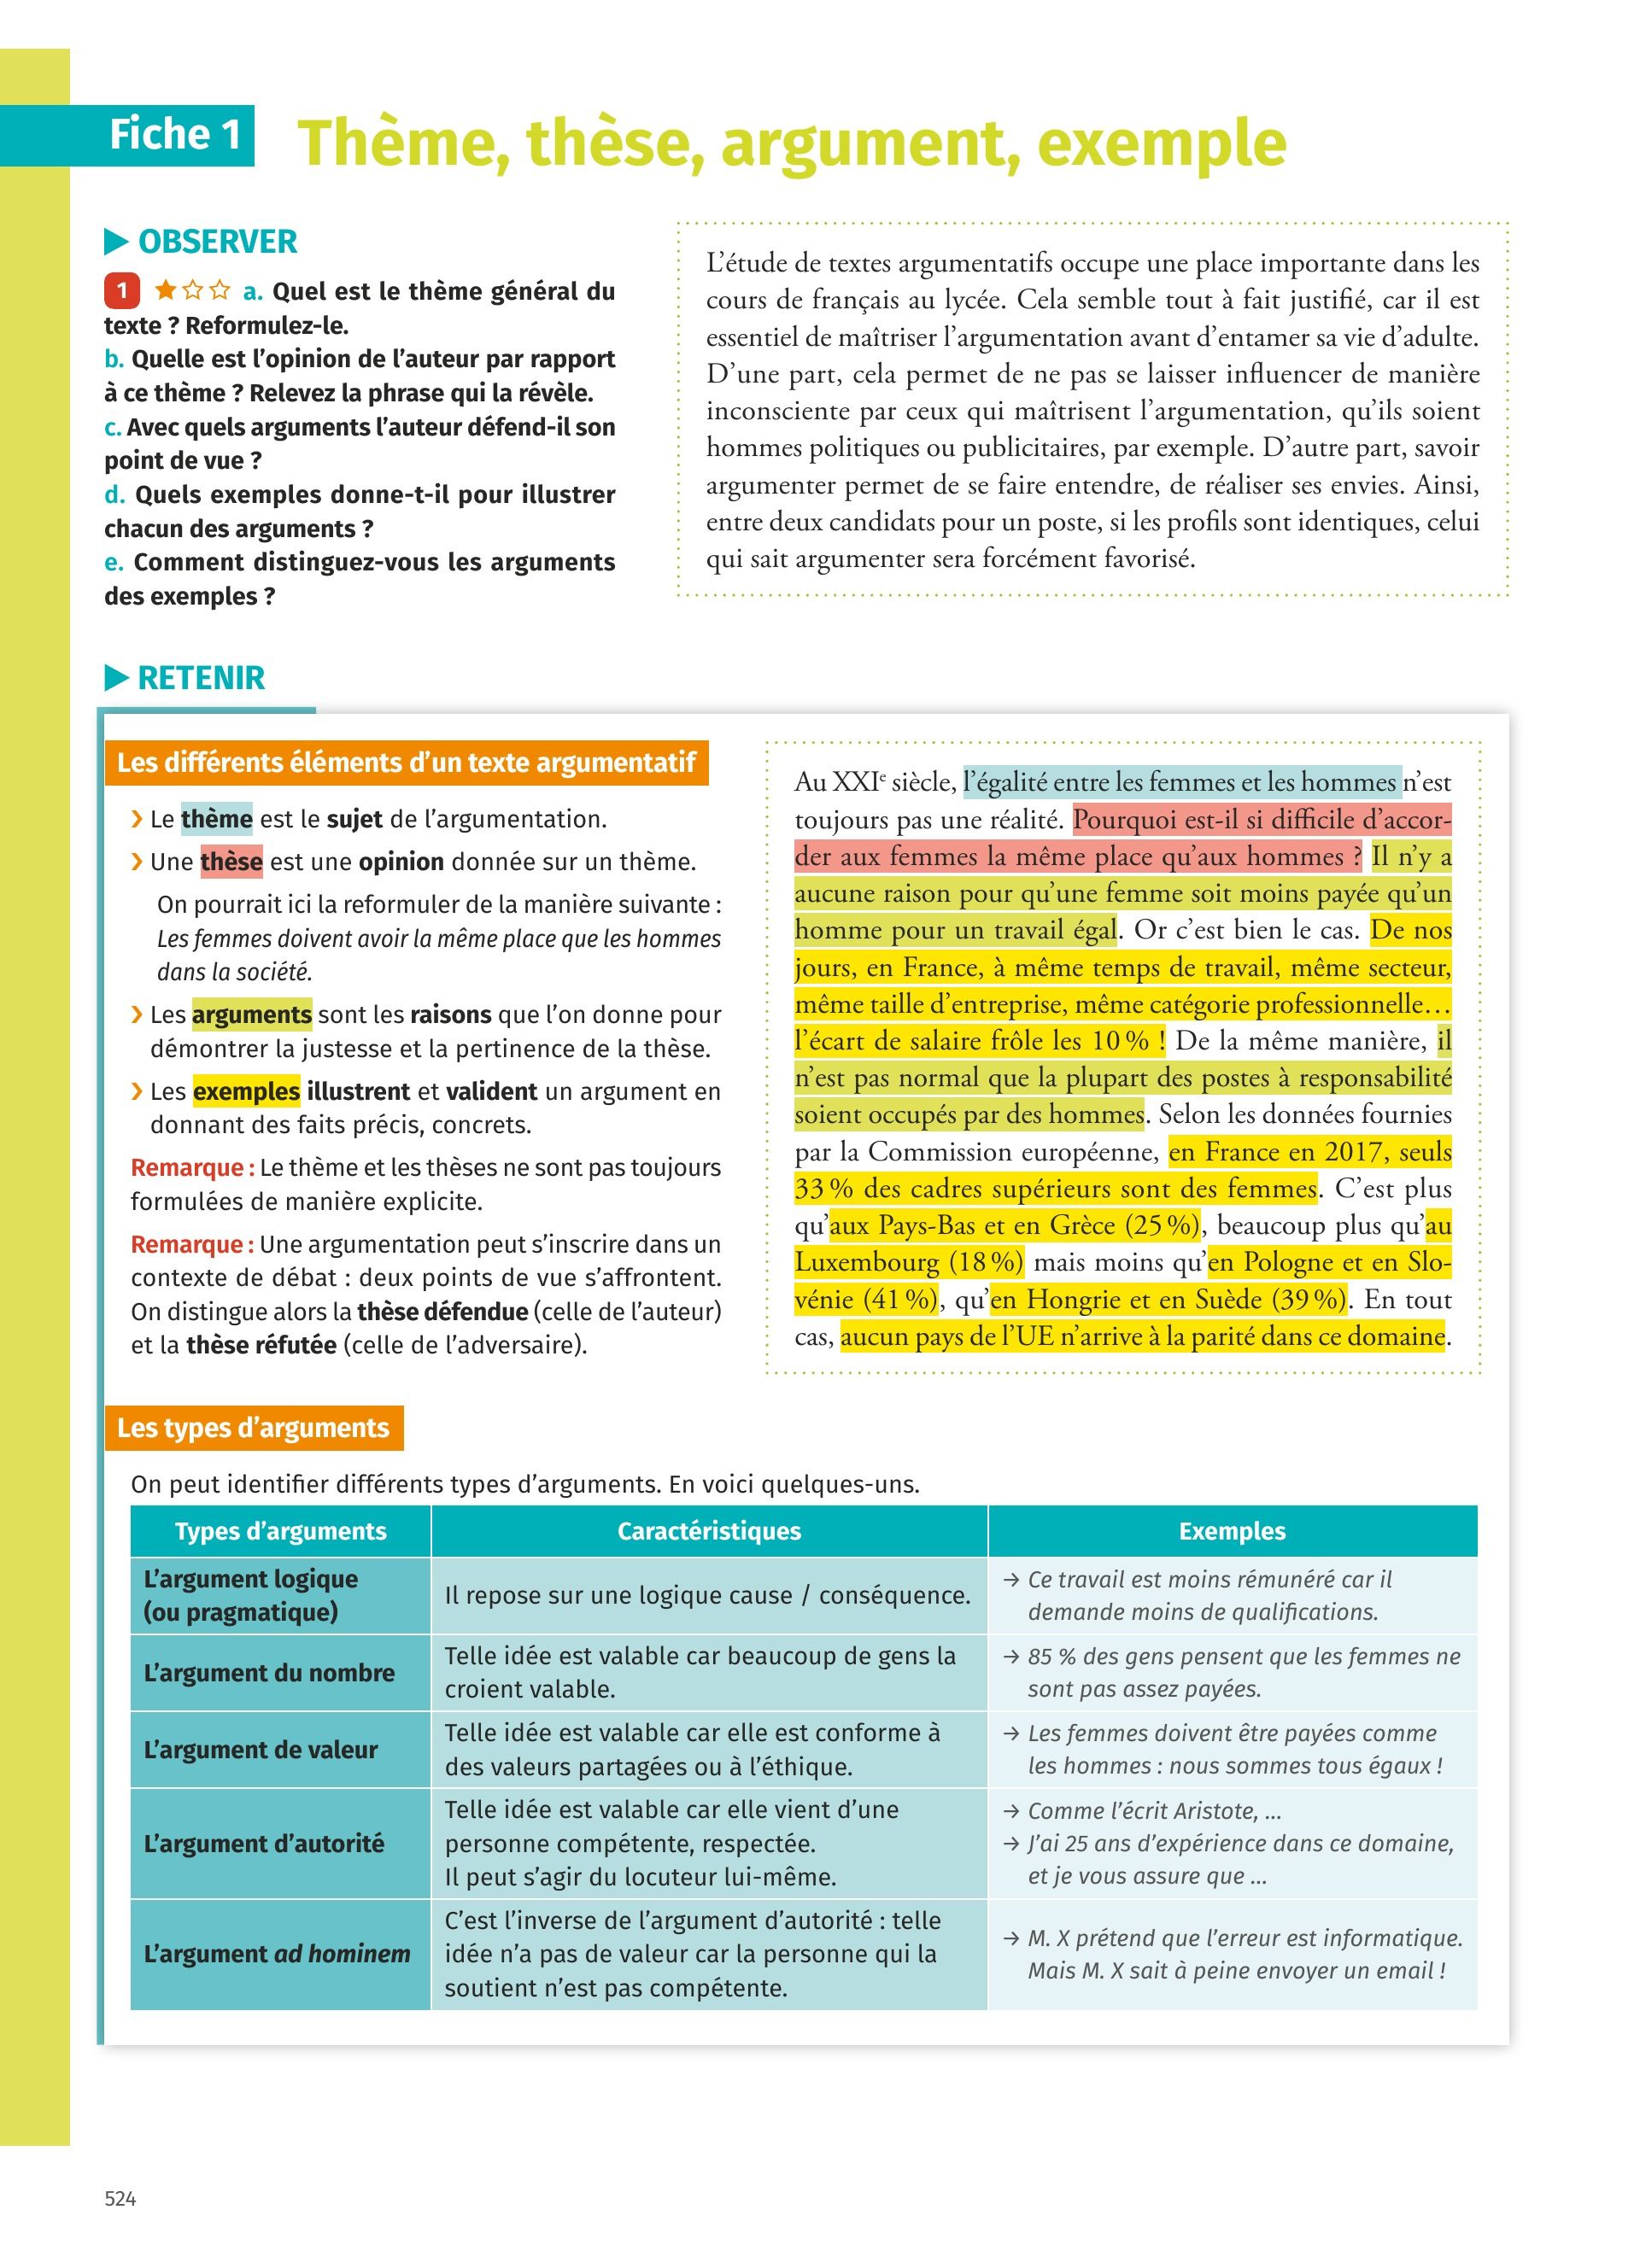 Fiche 1
Thème, thèse, argument, exemple
▶ OBSERVER
1 ★☆☆ a. Quel est le thème général du
texte ? Reformulez-le.
b. Quelle est l’opinion de l’auteur par rapport
à ce thème ? Relevez la phrase qui la révèle.
c. Avec quels arguments l’auteur défend-il son
point de vue ?
d. Quels exemples donne-t-il pour illustrer
chacun des arguments ?
e. Comment distinguez-vous les arguments
des exemples ?
L’étude de textes argumentatifs occupe une place importante dans les
cours de français au lycée. Cela semble tout à fait justifié, car il est
essentiel de maîtriser l’argumentation avant d’entamer sa vie d’adulte.
D’une part, cela permet de ne pas se laisser influencer de manière
inconsciente par ceux qui maîtrisent l’argumentation, qu’ils soient
hommes politiques ou publicitaires, par exemple. D’autre part, savoir
argumenter permet de se faire entendre, de réaliser ses envies. Ainsi,
entre deux candidats pour un poste, si les profils sont identiques, celui
qui sait argumenter sera forcément favorisé.
▶ RETENIR
Les différents éléments d’un texte argumentatif
› Le thème est le sujet de l’argumentation.
› Une thèse est une opinion donnée sur un thème.
On pourrait ici la reformuler de la manière suivante :
Les femmes doivent avoir la même place que les hommes
dans la société.
› Les arguments sont les raisons que l’on donne pour
démontrer la justesse et la pertinence de la thèse.
› Les exemples illustrent et valident un argument en
donnant des faits précis, concrets.
Remarque : Le thème et les thèses ne sont pas toujours
formulées de manière explicite.
Remarque : Une argumentation peut s’inscrire dans un
contexte de débat : deux points de vue s’affrontent.
On distingue alors la thèse défendue (celle de l’auteur)
et la thèse réfutée (celle de l’adversaire).
Au XXIe siècle, l’égalité entre les femmes et les hommes n’est
toujours pas une réalité. Pourquoi est-il si difficile d’accor-
der aux femmes la même place qu’aux hommes ? Il n’y a
aucune raison pour qu’une femme soit moins payée qu’un
homme pour un travail égal. Or c’est bien le cas. De nos
jours, en France, à même temps de travail, même secteur,
même taille d’entreprise, même catégorie professionnelle…
l’écart de salaire frôle les 10 % ! De la même manière, il
n’est pas normal que la plupart des postes à responsabilité
soient occupés par des hommes. Selon les données fournies
par la Commission européenne, en France en 2017, seuls
33 % des cadres supérieurs sont des femmes. C’est plus
qu’aux Pays-Bas et en Grèce (25 %), beaucoup plus qu’au
Luxembourg (18 %) mais moins qu’en Pologne et en Slo-
vénie (41 %), qu’en Hongrie et en Suède (39 %). En tout
cas, aucun pays de l’UE n’arrive à la parité dans ce domaine.
Les types d’arguments
On peut identifier différents types d’arguments. En voici quelques-uns.
Types d’arguments
Caractéristiques
Exemples
L’argument logique
(ou pragmatique)
Il repose sur une logique cause / conséquence.
→ Ce travail est moins rémunéré car il
demande moins de qualifications.
L’argument du nombre
Telle idée est valable car beaucoup de gens la
croient valable.
→ 85 % des gens pensent que les femmes ne
sont pas assez payées.
L’argument de valeur
Telle idée est valable car elle est conforme à
des valeurs partagées ou à l’éthique.
→ Les femmes doivent être payées comme
les hommes : nous sommes tous égaux !
L’argument d’autorité
Telle idée est valable car elle vient d’une
personne compétente, respectée.
Il peut s’agir du locuteur lui-même.
→ Comme l’écrit Aristote, …
→ J’ai 25 ans d’expérience dans ce domaine,
et je vous assure que …
L’argument ad hominem
C’est l’inverse de l’argument d’autorité : telle
idée n’a pas de valeur car la personne qui la
soutient n’est pas compétente.
→ M. X prétend que l’erreur est informatique.
Mais M. X sait à peine envoyer un email !
524